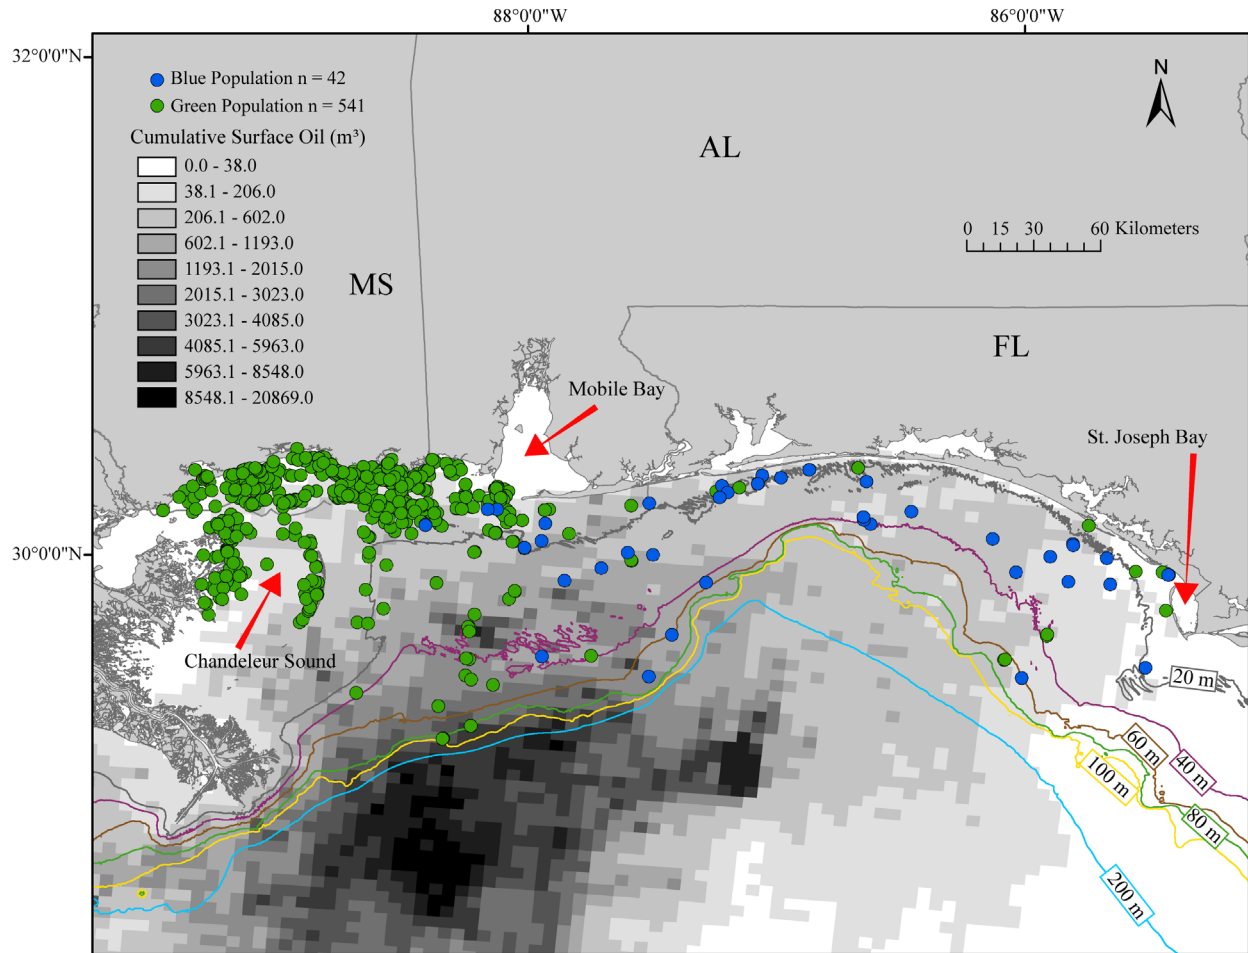 88°0'0"W
86°0'0"W
32°0'0"N
Blue Population n = 42
Green Population n = 541
Cumulative Surface Oil (m³)
0.0 - 38.0
38.1 - 206.0
206.1 - 602.0
602.1 - 1193.0
1193.1 - 2015.0
2015.1 - 3023.0
3023.1 - 4085.0
4085.1 - 5963.0
5963.1 - 8548.0
8548.1 - 20869.0
N
AL
0 15 30 60 Kilometers
MS
FL
Mobile Bay
St. Joseph Bay
30°0'0"N
Chandeleur Sound
20 m
60 m
40 m
100 m
80 m
200 m